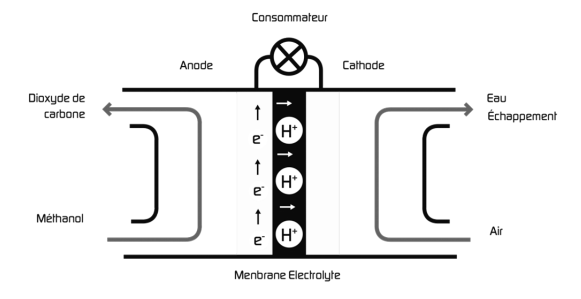 Consommateur
Anode
Cathode
Dioxyde de
carbone
Eau
Échappement
e-
H+
e-
H+
e-
H+
Méthanol
Air
Menbrane Electrolyte